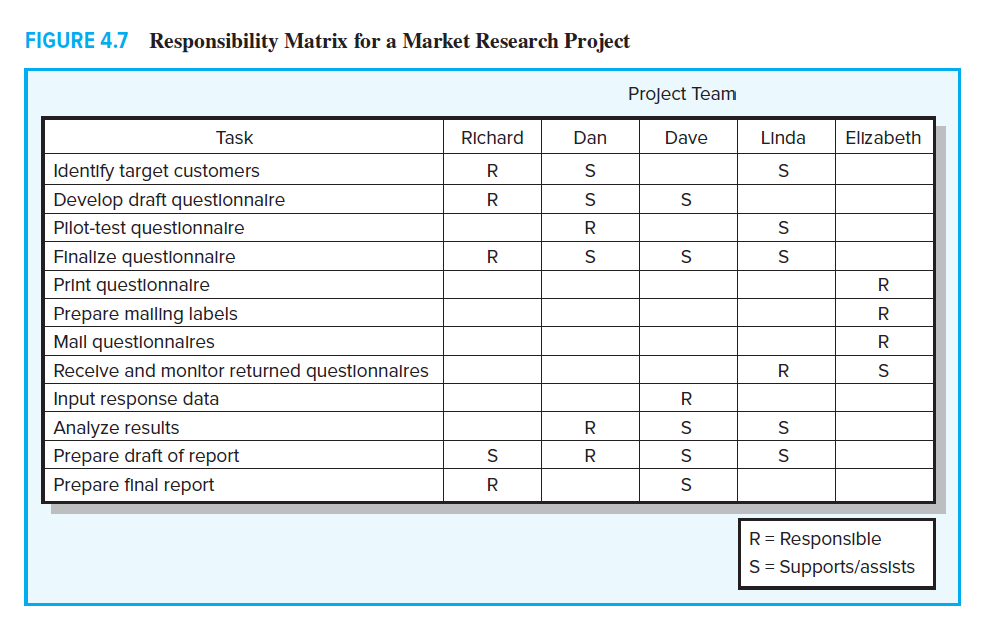 FIGURE 4.7 Responsibility Matrix for a Market Research Project
Project Team
Task Richard Dan Dave Linda Elizabeth
Identify target customers R S S
Develop draft questionnaire R S S
Pilot-test questionnaire R S
Finalize questionnaire R S S S
Print questionnaire R
Prepare mailing labels R
Mail questionnaires R
Receive and monitor returned questionnaires R S
Input response data R
Analyze results R S S
Prepare draft of report S R S S
Prepare final report R S
R = Responsible
S = Supports/assists